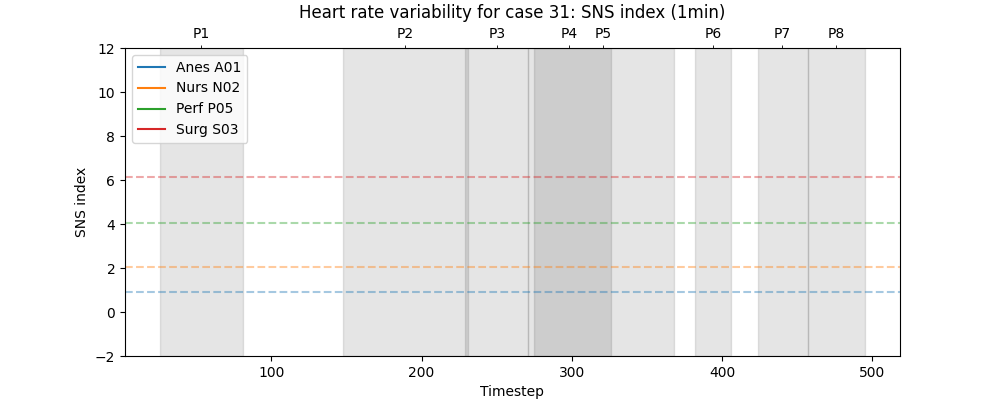 Heart rate variability for case 31: SNS index (1min)
P1 P2 P3 P4 P5 P6 P7 P8
Anes A01
Nurs N02
Perf P05
Surg S03
12
10
8
6
4
2
0
−2
SNS index
100 200 300 400 500
Timestep